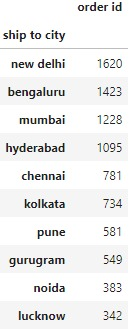 order id
ship to city
new delhi 1620
bengaluru 1423
mumbai 1228
hyderabad 1095
chennai 781
kolkata 734
pune 581
gurugram 549
noida 383
lucknow 342